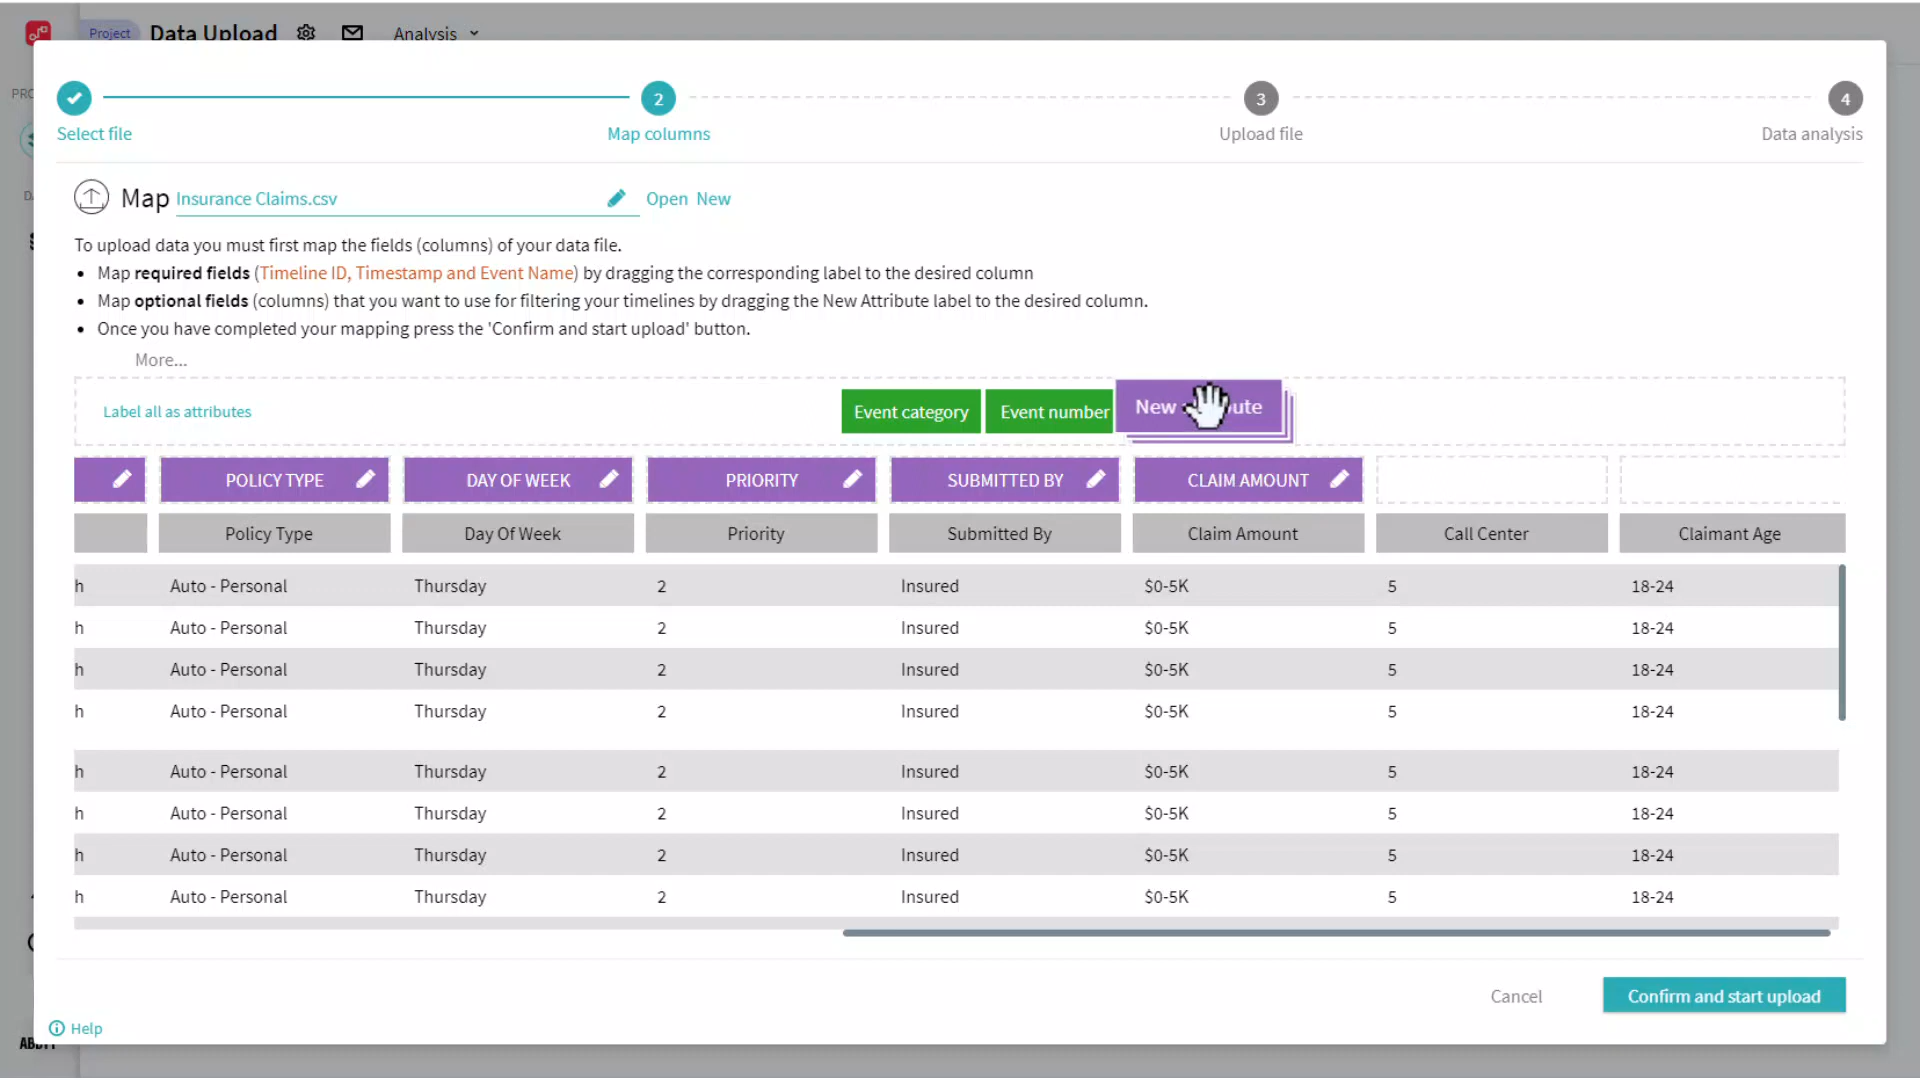 Project Data Upload Analysis
2 3 4
Select file Map columns Upload file Data analysis
Map Insurance Claims.csv Open New
To upload data you must first map the fields (columns) of your data file.
• Map required fields (Timeline ID, Timestamp and Event Name) by dragging the corresponding label to the desired column
• Map optional fields (columns) that you want to use for filtering your timelines by dragging the New Attribute label to the desired column.
• Once you have completed your mapping press the 'Confirm and start upload' button.
More...
Label all as attributes Event category Event number New
POLICY TYPE DAY OF WEEK PRIORITY SUBMITTED BY CLAIM AMOUNT
Policy Type Day Of Week Priority Submitted By Claim Amount Call Center Claimant Age
h Auto - Personal Thursday 2 Insured $0-5K 5 18-24
h Auto - Personal Thursday 2 Insured $0-5K 5 18-24
h Auto - Personal Thursday 2 Insured $0-5K 5 18-24
h Auto - Personal Thursday 2 Insured $0-5K 5 18-24
h Auto - Personal Thursday 2 Insured $0-5K 5 18-24
h Auto - Personal Thursday 2 Insured $0-5K 5 18-24
h Auto - Personal Thursday 2 Insured $0-5K 5 18-24
h Auto - Personal Thursday 2 Insured $0-5K 5 18-24
Cancel Confirm and start upload
Help